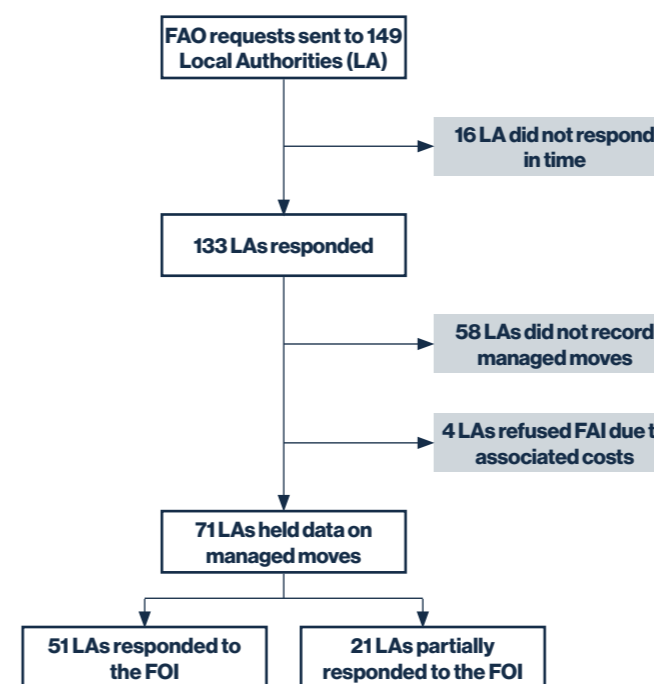 FAO requests sent to 149
Local Authorities (LA)
16 LA did not respond
in time
133 LAs responded
58 LAs did not record
managed moves
4 LAs refused FAI due t
associated costs
71 LAs held data on
managed moves
51 LAs responded to
the FOI
21 LAs partially
responded to the FOI